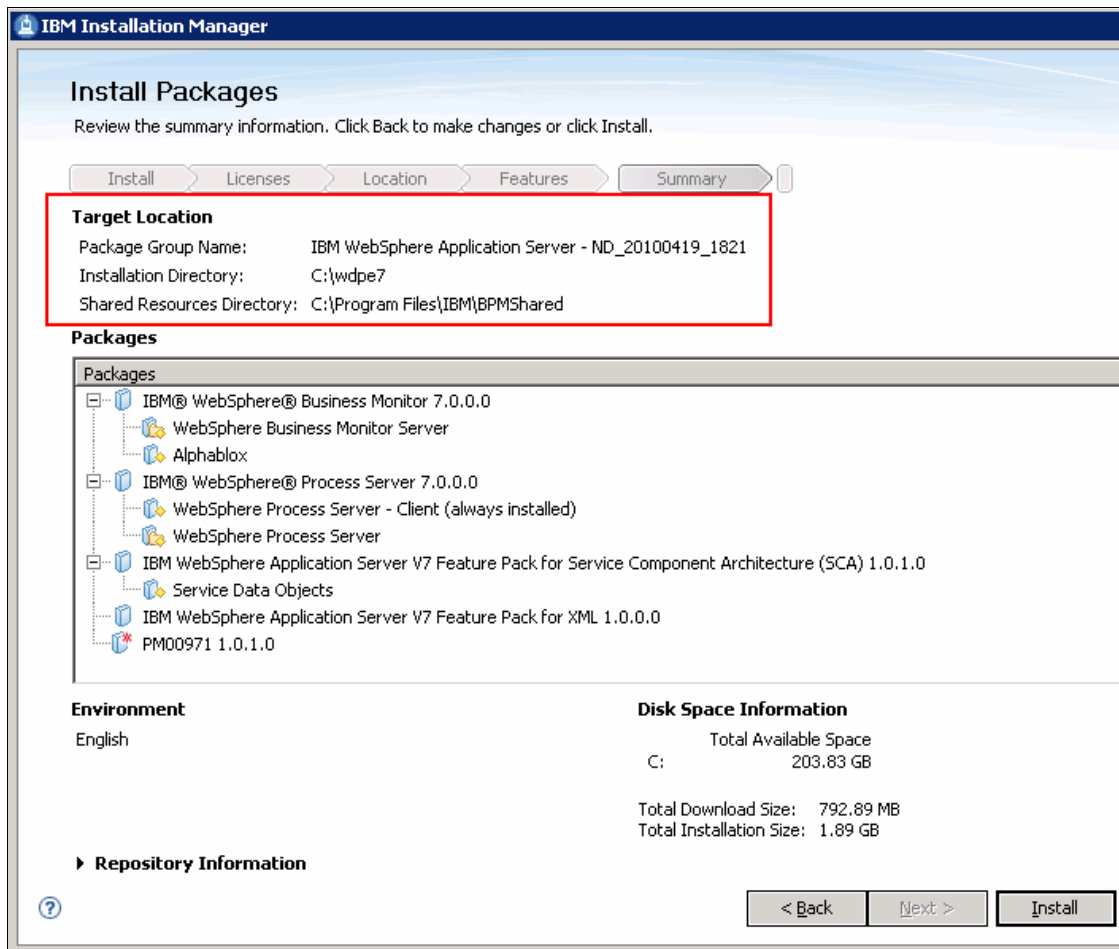 IBM Installation Manager
Install Packages
Review the summary information. Click Back to make changes or click Install.
Install Licenses Location Features Summary
Target Location
Package Group Name: IBM WebSphere Application Server - ND_20100419_1821
Installation Directory: C:\wdpe7
Shared Resources Directory: C:\Program Files\IBM\BPMShared
Packages
Packages
IBM® WebSphere® Business Monitor 7.0.0.0
WebSphere Business Monitor Server
Alphablox
IBM® WebSphere® Process Server 7.0.0.0
WebSphere Process Server - Client (always installed)
WebSphere Process Server
IBM WebSphere Application Server V7 Feature Pack for Service Component Architecture (SCA) 1.0.1.0
Service Data Objects
IBM WebSphere Application Server V7 Feature Pack for XML 1.0.0.0
PM00971 1.0.1.0
Environment
English
Disk Space Information
Total Available Space
C: 203.83 GB
Total Download Size: 792.89 MB
Total Installation Size: 1.89 GB
Repository Information
? < Back Next > Install